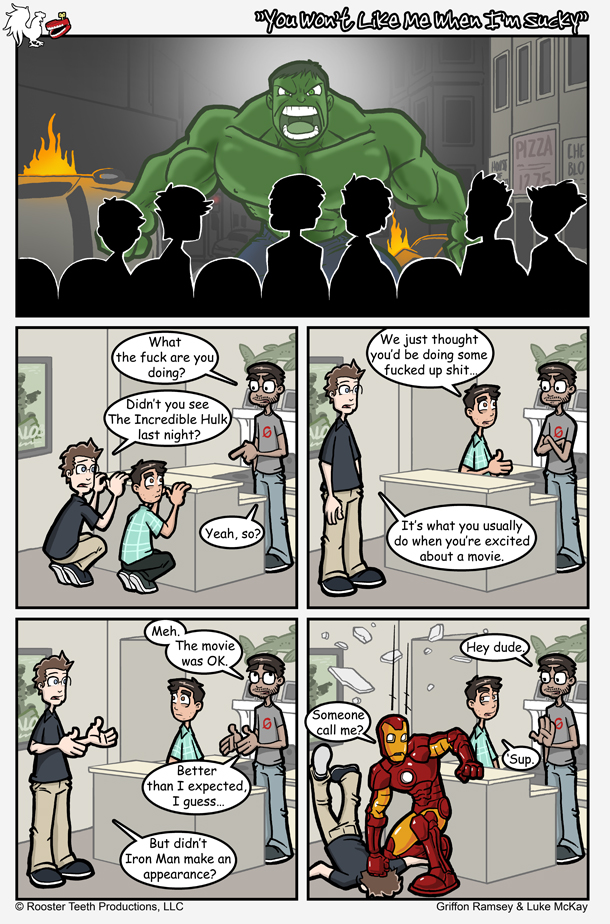 "You Won't Like Me When I'm Sucky"
PIZZA
12.75
CHE
BLO
What
the fuck are you
doing?
Didn't you see
The Incredible Hulk
last night?
Yeah, so?
We just thought
you'd be doing some
fucked up shit...
It's what you usually
do when you're excited
about a movie.
Meh.
The movie
was OK.
Better
than I expected,
I guess...
But didn't
Iron Man make an
appearance?
Hey dude.
Someone
call me?
'Sup.
© Rooster Teeth Productions, LLC
Griffon Ramsey & Luke McKay